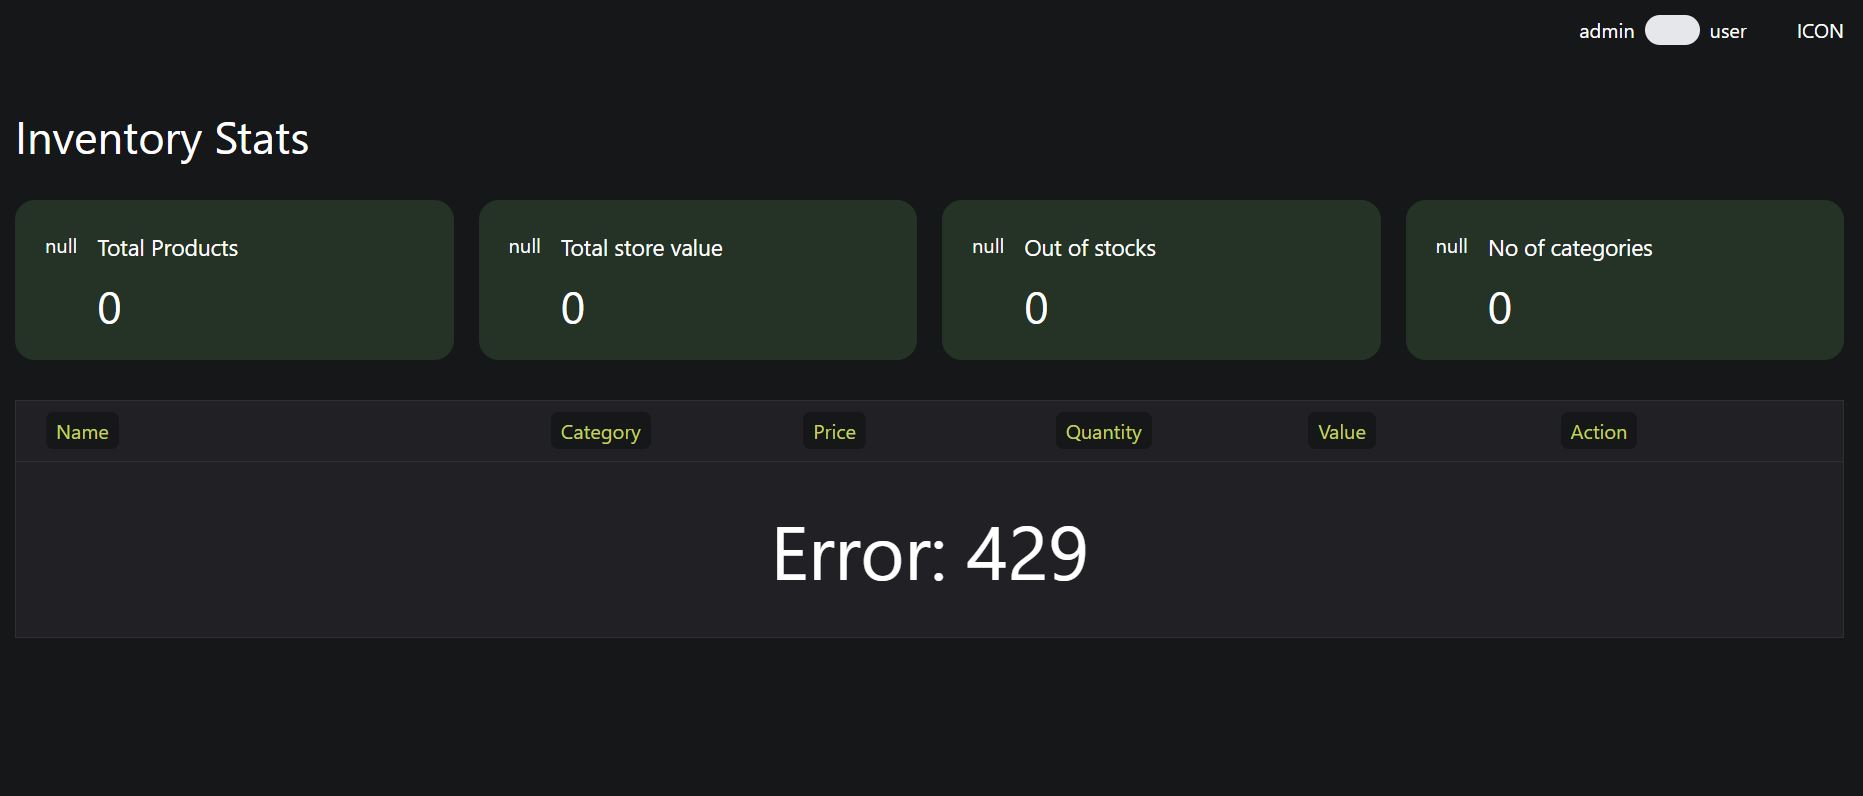 admin user ICON
Inventory Stats
null Total Products
0
null Total store value
0
null Out of stocks
0
null No of categories
0
Name Category Price Quantity Value Action
Error: 429